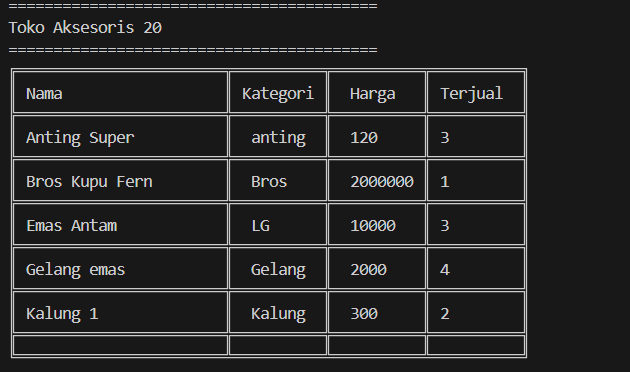 =========================================
Toko Aksesoris 20
=========================================
Nama Kategori Harga Terjual
Anting Super anting 120 3
Bros Kupu Fern Bros 2000000 1
Emas Antam LG 10000 3
Gelang emas Gelang 2000 4
Kalung 1 Kalung 300 2